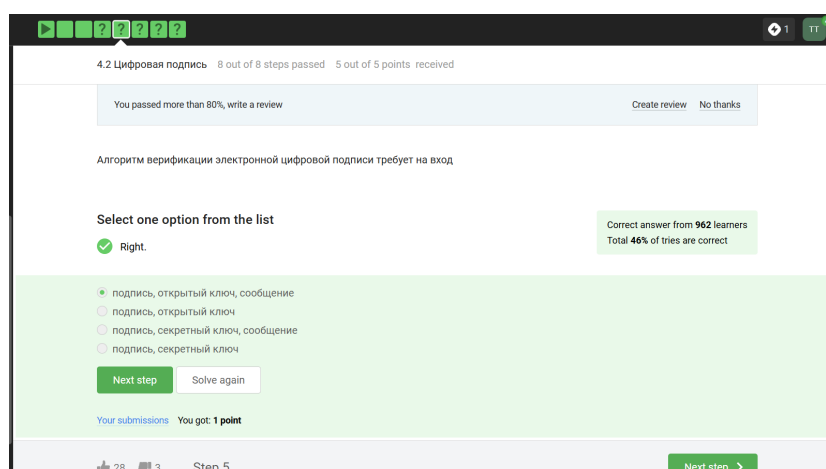 ? ? ? ? ?
1
TT
4.2 Цифровая подпись 8 out of 8 steps passed 5 out of 5 points received
You passed more than 80%, write a review Create review No thanks
Алгоритм верификации электронной цифровой подписи требует на вход
Select one option from the list
Correct answer from 962 learners
Total 46% of tries are correct
Right.
подпись, открытый ключ, сообщение
подпись, открытый ключ
подпись, секретный ключ, сообщение
подпись, секретный ключ
Next step Solve again
Your submissions You got: 1 point
28 3 Step 5 Next step